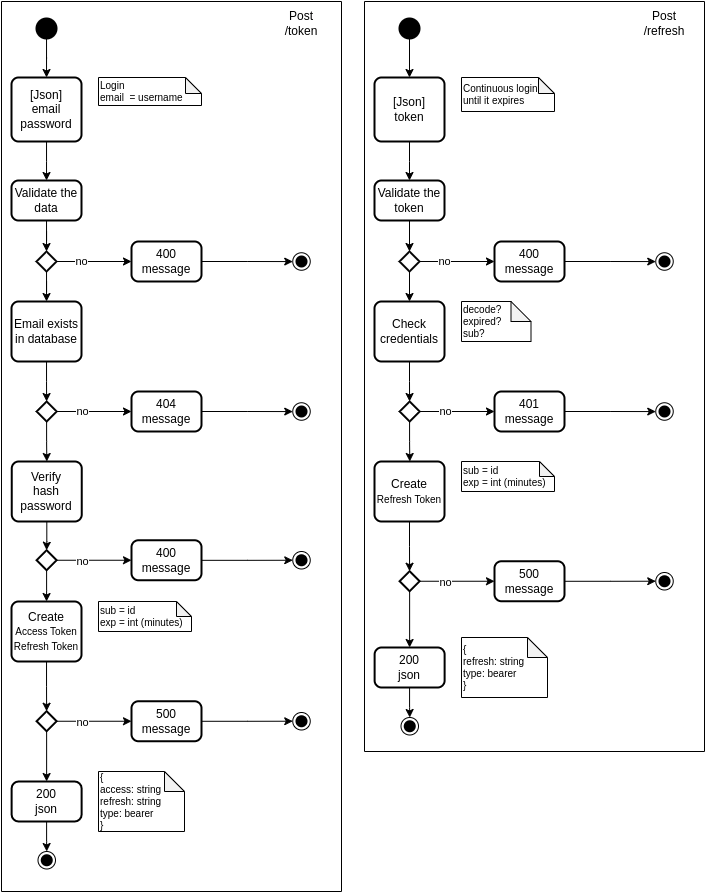 Post
/token
[Json]
email
password
Login
email  = username
Validate the
data
no
400
message
Email exists
in database
no
404
message
Verify
hash
password
no
400
message
Create
Access Token
Refresh Token
sub = id
exp = int (minutes)
no
500
message
200
json
{
access: string
refresh: string
type: bearer
}
Post
/refresh
[Json]
token
Continuous login
until it expires
Validate the
token
no
400
message
Check
credentials
decode?
expired?
sub?
no
401
message
Create
Refresh Token
sub = id
exp = int (minutes)
no
500
message
200
json
{
refresh: string
type: bearer
}